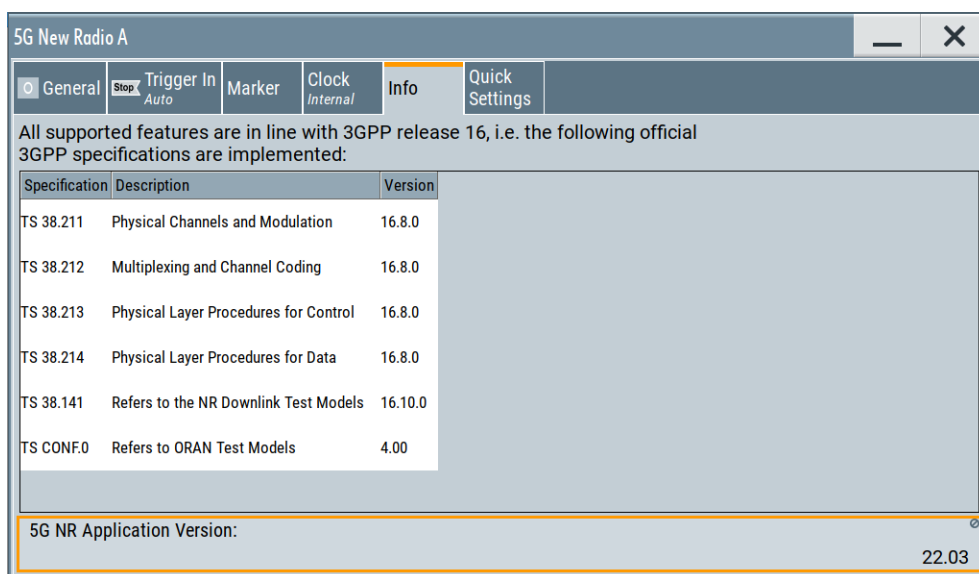 5G New Radio A
O General Stop Trigger In Auto Marker Clock Internal Info Quick Settings
All supported features are in line with 3GPP release 16, i.e. the following official
3GPP specifications are implemented:
Specification Description Version
TS 38.211 Physical Channels and Modulation 16.8.0
TS 38.212 Multiplexing and Channel Coding 16.8.0
TS 38.213 Physical Layer Procedures for Control 16.8.0
TS 38.214 Physical Layer Procedures for Data 16.8.0
TS 38.141 Refers to the NR Downlink Test Models 16.10.0
TS CONF.0 Refers to ORAN Test Models 4.00
5G NR Application Version:
22.03